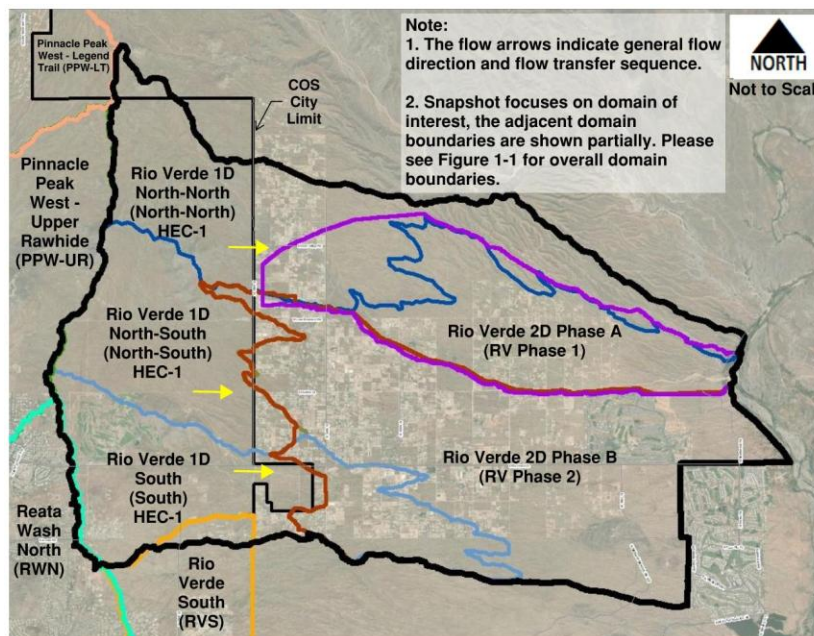 Note:
1. The flow arrows indicate general flow
direction and flow transfer sequence.
2. Snapshot focuses on domain of
interest, the adjacent domain
boundaries are shown partially. Please
see Figure 1-1 for overall domain
boundaries.
NORTH
Not to Scal
Pinnacle Peak
West - Legend
Trail (PPW-LT)
COS
City
Limit
Pinnacle
Peak
West -
Upper
Rawhide
(PPW-UR)
Rio Verde 1D
North-North
(North-North)
HEC-1
Rio Verde 1D
North-South
(North-South)
HEC-1
Rio Verde 2D Phase A
(RV Phase 1)
Rio Verde 1D
South
(South)
HEC-1
Rio Verde 2D Phase B
(RV Phase 2)
Reata
Wash
North
(RWN)
Rio
Verde
South
(RVS)